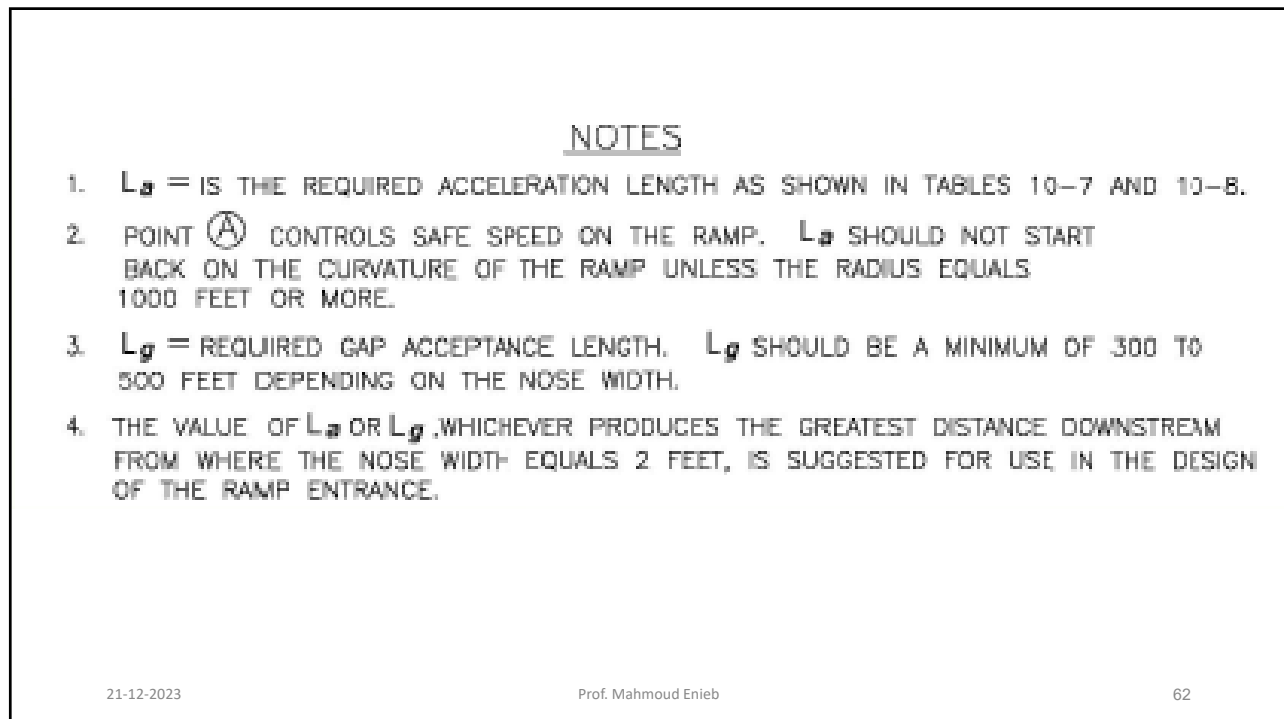 NOTES
1. La = IS THE REQUIRED ACCELERATION LENGTH AS SHOWN IN TABLES 10-7 AND 10-8.
2. POINT Ⓐ CONTROLS SAFE SPEED ON THE RAMP. La SHOULD NOT START
BACK ON THE CURVATURE OF THE RAMP UNLESS THE RADIUS EQUALS
1000 FEET OR MORE.
3. Lg = REQUIRED GAP ACCEPTANCE LENGTH. Lg SHOULD BE A MINIMUM OF 300 TO
500 FEET DEPENDING ON THE NOSE WIDTH.
4. THE VALUE OF La OR Lg, WHICHEVER PRODUCES THE GREATEST DISTANCE DOWNSTREAM
FROM WHERE THE NOSE WIDTH EQUALS 2 FEET, IS SUGGESTED FOR USE IN THE DESIGN
OF THE RAMP ENTRANCE.
21-12-2023
Prof. Mahmoud Enieb
62